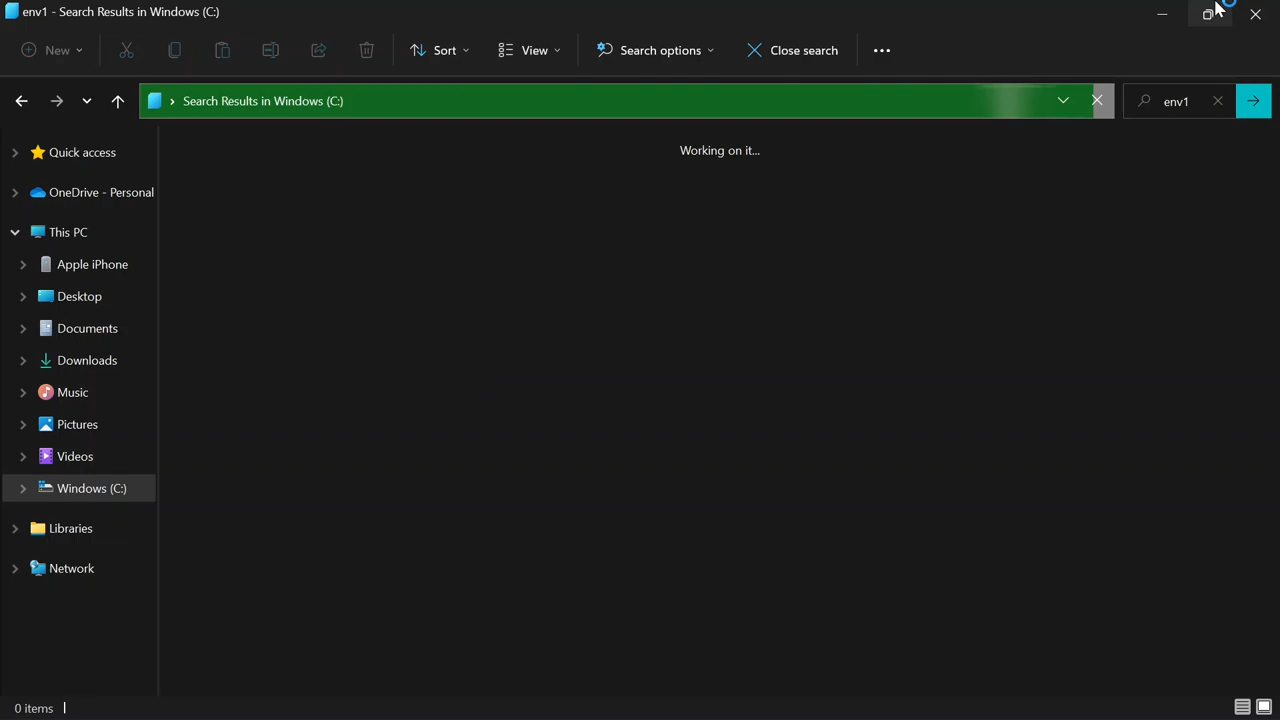 env1 - Search Results in Windows (C:)
New
Sort
View
Search options
Close search
Search Results in Windows (C:)
env1
Quick access
Working on it...
OneDrive - Personal
This PC
Apple iPhone
Desktop
Documents
Downloads
Music
Pictures
Videos
Windows (C:)
Libraries
Network
0 items